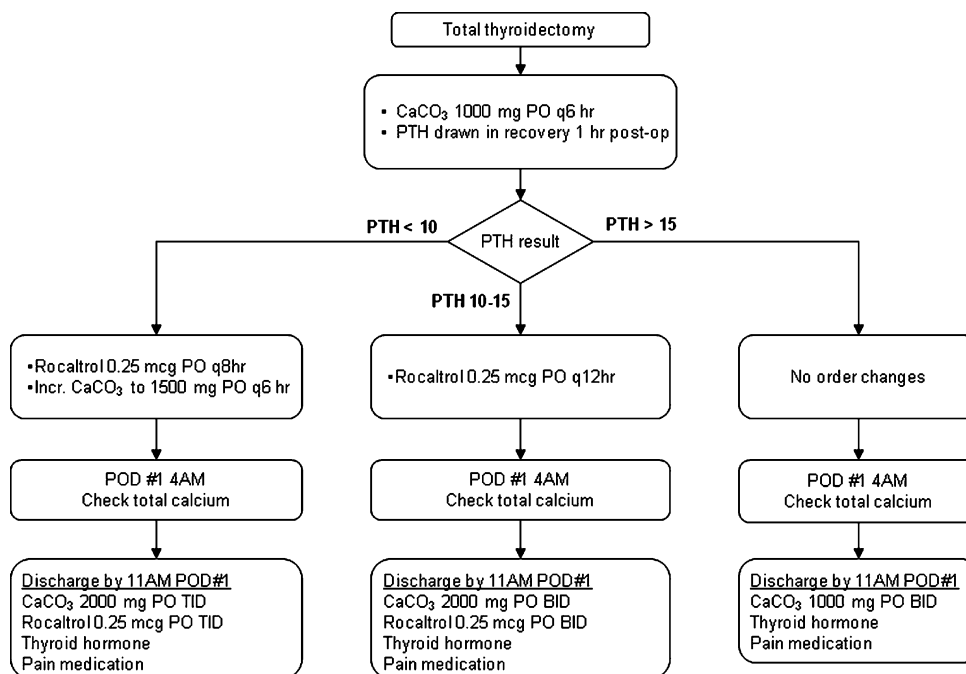 Total thyroidectomy
▪ CaCO₃ 1000 mg PO q6 hr
▪ PTH drawn in recovery 1 hr post-op
PTH < 10
PTH result
PTH > 15
PTH 10-15
▪Rocaltrol 0.25 mcg PO q8hr
▪Incr. CaCO₃ to 1500 mg PO q6 hr
▪Rocaltrol 0.25 mcg PO q12hr
No order changes
POD #1 4AM
Check total calcium
POD #1 4AM
Check total calcium
POD #1 4AM
Check total calcium
Discharge by 11AM POD#1
CaCO₃ 2000 mg PO TID
Rocaltrol 0.25 mcg PO TID
Thyroid hormone
Pain medication
Discharge by 11AM POD#1
CaCO₃ 2000 mg PO BID
Rocaltrol 0.25 mcg PO BID
Thyroid hormone
Pain medication
Discharge by 11AM POD#1
CaCO₃ 1000 mg PO BID
Thyroid hormone
Pain medication